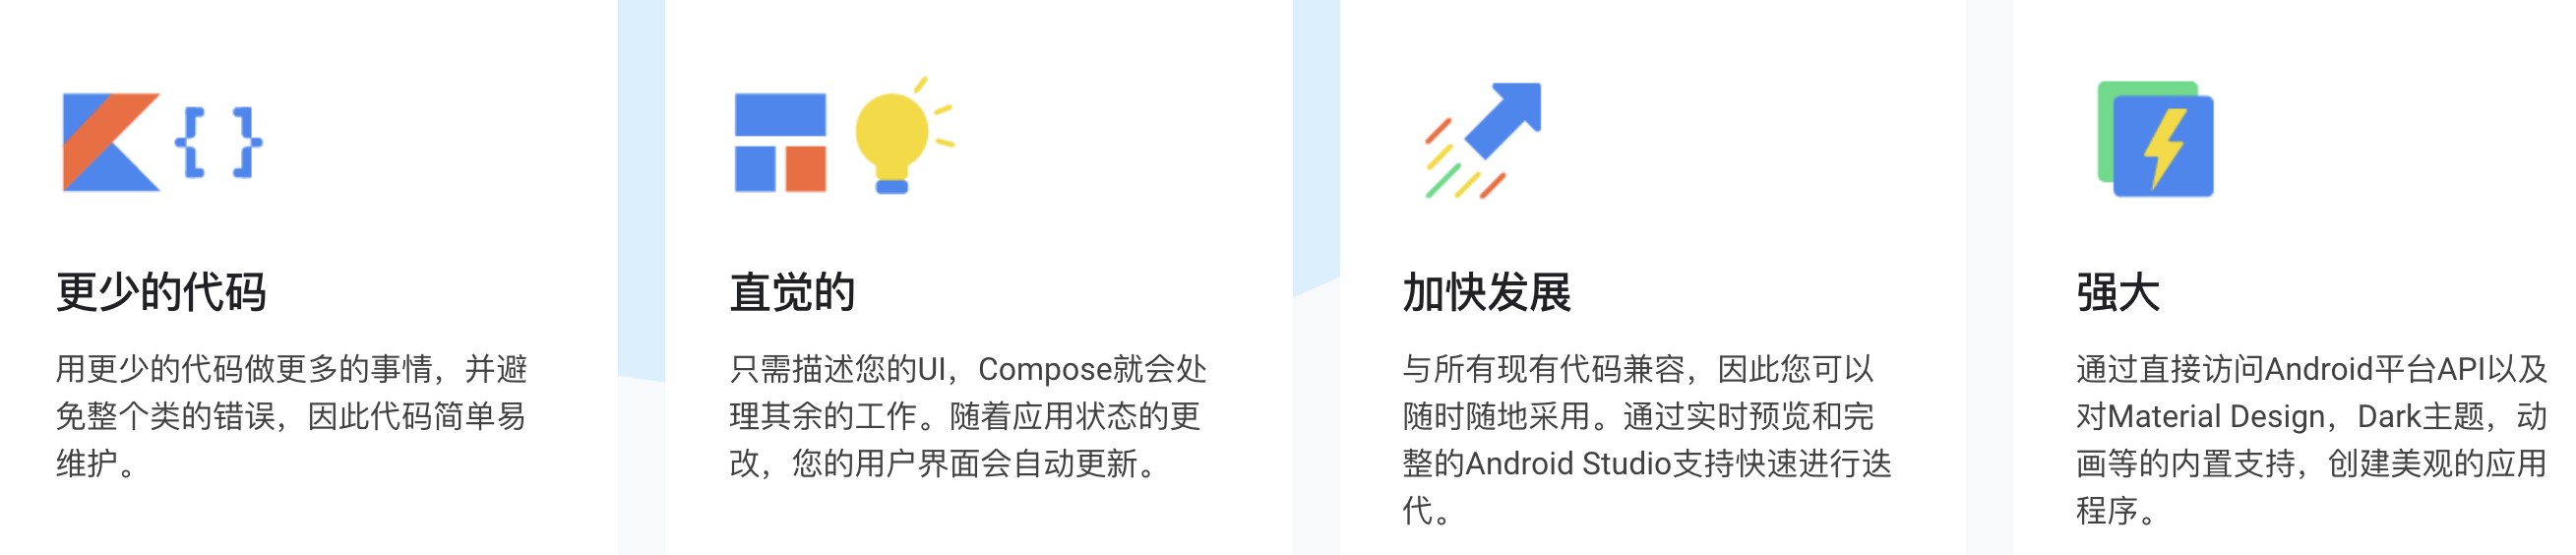 更少的代码
用更少的代码做更多的事情，并避
免整个类的错误，因此代码简单易
维护。
直觉的
只需描述您的UI，Compose就会处
理其余的工作。随着应用状态的更
改，您的用户界面会自动更新。
加快发展
与所有现有代码兼容，因此您可以
随时随地采用。通过实时预览和完
整的Android Studio支持快速进行迭
代。
强大
通过直接访问Android平台API以及
对Material Design，Dark主题，动
画等的内置支持，创建美观的应用
程序。